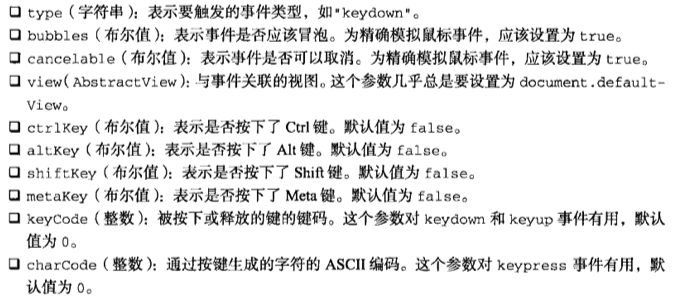 ❑ type（字符串）：表示要触发的事件类型，如"keydown"。
❑ bubbles（布尔值）：表示事件是否应该冒泡。为精确模拟鼠标事件，应该设置为 true。
❑ cancelable（布尔值）：表示事件是否可以取消。为精确模拟鼠标事件，应该设置为 true。
❑ view(AbstractView)：与事件关联的视图。这个参数几乎总是要设置为 document.default-
View。
❑ ctrlKey（布尔值）：表示是否按下了 Ctrl 键。默认值为 false。
❑ altKey（布尔值）：表示是否按下了 Alt 键。默认值为 false。
❑ shiftKey（布尔值）：表示是否按下了 Shift 键。默认值为 false。
❑ metaKey（布尔值）：表示是否按下了 Meta 键。默认值为 false。
❑ keyCode（整数）：被按下或释放的键的键码。这个参数对 keydown 和 keyup 事件有用，默认
值为 0。
❑ charCode（整数）：通过按键生成的字符的 ASCII 编码。这个参数对 keypress 事件有用，默
认值为 0。